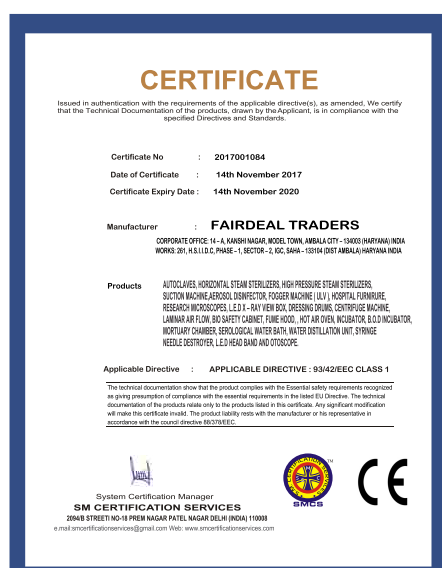 CERTIFICATE
Issued in authentication with the requirements of the applicable directive(s), as amended, We certify
that the Technical Documentation of the products, drawn by the Applicant, is in compliance with the
specified Directives and Standards.
Certificate No : 2017001084
Date of Certificate : 14th November 2017
Certificate Expiry Date : 14th November 2020
Manufacturer : FAIRDEAL TRADERS
CORPORATE OFFICE: 14 – A, KANSHI NAGAR, MODEL TOWN, AMBALA CITY – 134003 (HARYANA) INDIA
WORKS: 261, H.S.I.I.D.C, PHASE – 1, SECTOR – 2, IGC, SAHA – 133104 (DIST AMBALA) HARYANA INDIA
Products AUTOCLAVES, HORIZONTAL STEAM STERILIZERS, HIGH PRESSURE STEAM STERILIZERS,
SUCTION MACHINE,AEROSOL DISINFECTOR, FOGGER MACHINE ( ULV ), HOSPITAL FURNIRURE,
RESEARCH MICROSCOPES, L.E.D X – RAY VIEW BOX, DRESSING DRUMS, CENTRIFUGE MACHINE,
LAMINAR AIR FLOW, BIO SAFETY CABINET, FUME HOOD, , HOT AIR OVEN, INCUBATOR, B.O.D INCUBATOR,
MORTUARY CHAMBER, SEROLOGICAL WATER BATH, WATER DISTILLATION UNIT, SYRINGE
NEEDLE DESTROYER, L.E.D HEAD BAND AND OTOSCOPE.
Applicable Directive : APPLICABLE DIRECTIVE : 93/42/EEC CLASS 1
The technical documentation show that the product complies with the Essential safety requirements recognized
as giving presumption of compliance with the essential requirements in the listed EU Directive. The technical
documentation of the products relate only to the products listed in this certificate. Any significant modification
will make this certificate invalid. The product liability rests with the manufacturer or his representative in
accordance with the council directive 88/378/EEC.
System Certification Manager
SM CERTIFICATION SERVICES
2094/B STREETI NO-18 PREM NAGAR PATEL NAGAR DELHI (INDIA) 110008
e.mail:smcertificationservices@gmail.com Web: www.smcertificationservices.com
SM CERTIFICATION SERVICES
TM
SMCS
CE